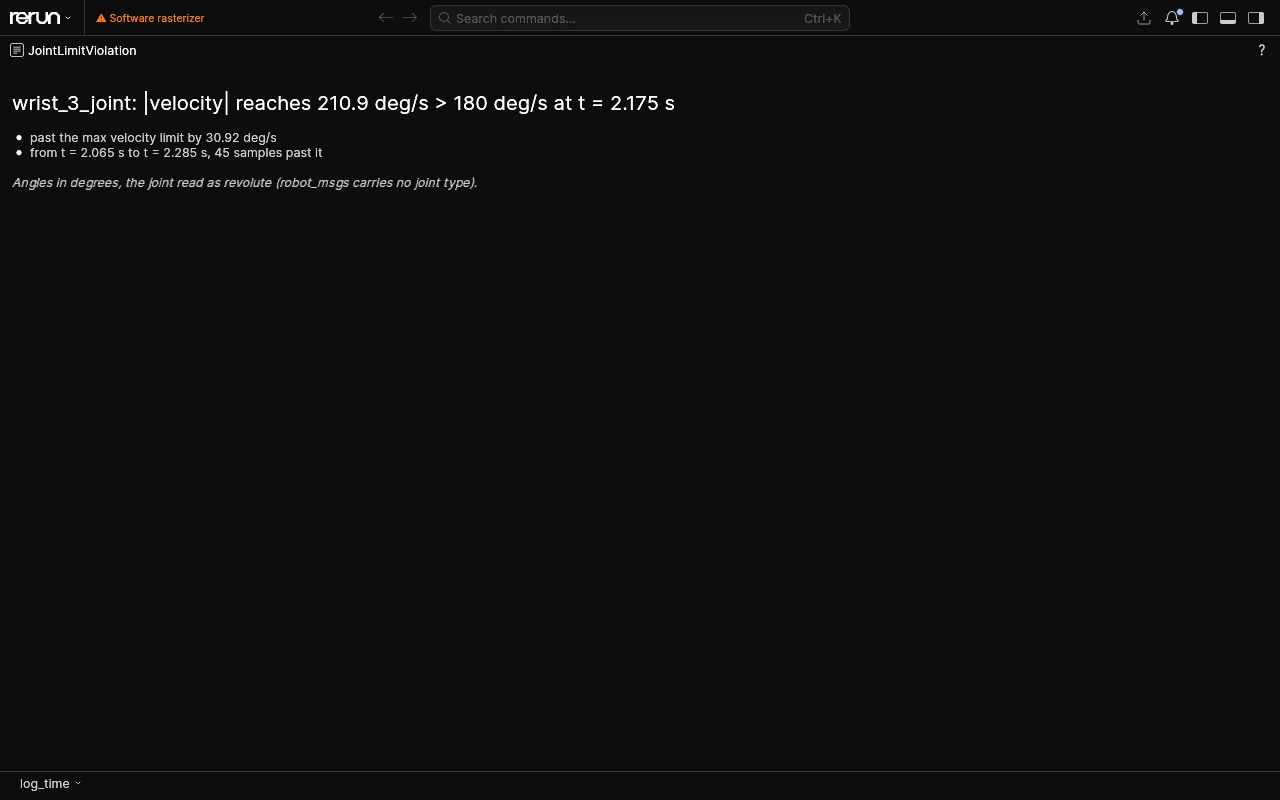 rerun
Software rasterizer
Search commands...
Ctrl+K
JointLimitViolation
?
wrist_3_joint: |velocity| reaches 210.9 deg/s > 180 deg/s at t = 2.175 s
past the max velocity limit by 30.92 deg/s
from t = 2.065 s to t = 2.285 s, 45 samples past it
Angles in degrees, the joint read as revolute (robot_msgs carries no joint type).
log_time